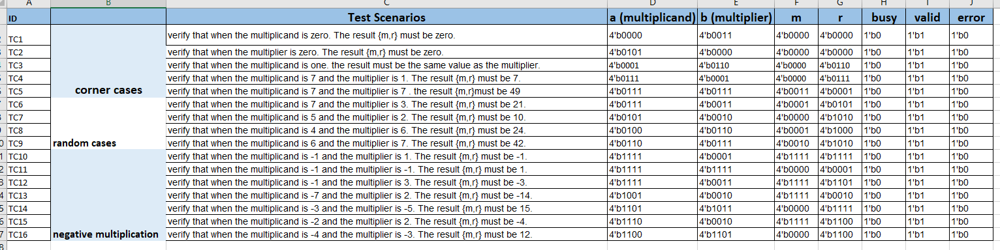 A B C D E F G H I J
ID Test Scenarios a (multiplicand) b (multiplier) m r busy valid error
TC1 verify that when the multiplicand is zero. The result {m,r} must be zero. 4'b0000 4'b0011 4'b0000 4'b0000 1'b0 1'b1 1'b0
TC2 verify that when the multiplier is zero. The result {m,r} must be zero. 4'b0101 4'b0000 4'b0000 4'b0000 1'b0 1'b1 1'b0
TC3 verify that when the multiplicand is one. the result must be the same value as the multiplier. 4'b0001 4'b0110 4'b0000 4'b0110 1'b0 1'b1 1'b0
TC4 verify that when the multiplicand is 7 and the multiplier is 1. The result {m,r} must be 7. 4'b0111 4'b0001 4'b0000 4'b0111 1'b0 1'b1 1'b0
TC5 corner cases verify that when the multiplicand is 7 and the multiplier is 7 . the result {m,r}must be 49 4'b0111 4'b0111 4'b0011 4'b0001 1'b0 1'b1 1'b0
TC6 verify that when the multiplicand is 7 and the multiplier is 3. The result {m,r} must be 21. 4'b0111 4'b0011 4'b0001 4'b0101 1'b0 1'b1 1'b0
TC7 verify that when the multiplicand is 5 and the multiplier is 2. The result {m,r} must be 10. 4'b0101 4'b0010 4'b0000 4'b1010 1'b0 1'b1 1'b0
TC8 verify that when the multiplicand is 4 and the multiplier is 6. The result {m,r} must be 24. 4'b0100 4'b0110 4'b0001 4'b1000 1'b0 1'b1 1'b0
TC9 random cases verify that when the multiplicand is 6 and the multiplier is 7. The result {m,r} must be 42. 4'b0110 4'b0111 4'b0010 4'b1010 1'b0 1'b1 1'b0
TC10 verify that when the multiplicand is -1 and the multiplier is 1. The result {m,r} must be -1. 4'b1111 4'b0001 4'b1111 4'b1111 1'b0 1'b1 1'b0
TC11 verify that when the multiplicand is -1 and the multiplier is -1. The result {m,r} must be 1. 4'b1111 4'b1111 4'b0000 4'b0001 1'b0 1'b1 1'b0
TC12 verify that when the multiplicand is -1 and the multiplier is 3. The result {m,r} must be -3. 4'b1111 4'b0011 4'b1111 4'b1101 1'b0 1'b1 1'b0
TC13 verify that when the multiplicand is -7 and the multiplier is 2. The result {m,r} must be -14. 4'b1001 4'b0010 4'b1111 4'b0010 1'b0 1'b1 1'b0
TC14 verify that when the multiplicand is -3 and the multiplier is -5. The result {m,r} must be 15. 4'b1101 4'b1011 4'b0000 4'b1111 1'b0 1'b1 1'b0
TC15 verify that when the multiplicand is -2 and the multiplier is 2. The result {m,r} must be -4. 4'b1110 4'b0010 4'b1111 4'b1100 1'b0 1'b1 1'b0
TC16 negative multiplication verify that when the multiplicand is -4 and the multiplier is -3. The result {m,r} must be 12. 4'b1100 4'b1101 4'b0000 4'b1100 1'b0 1'b1 1'b0